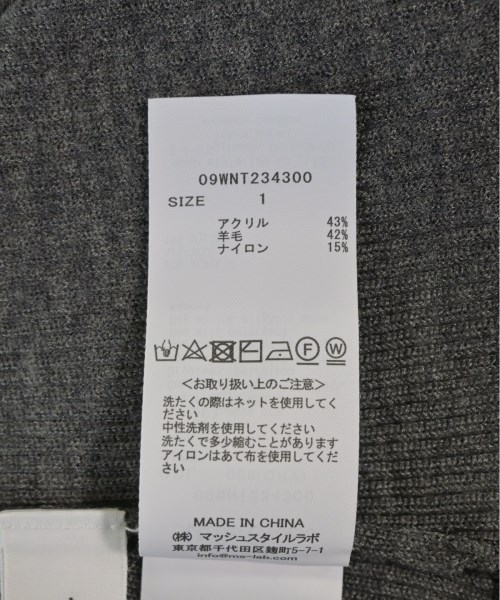 09WNT234300
SIZE 1
アクリル 43%
羊毛 42%
ナイロン 15%
F W
<お取り扱い上のご注意>
洗たくの際はネットを使用してく
ださい
中性洗剤を使用してください
洗たくで多少縮むことがあります
アイロンはあて布を使用してくだ
さい
MADE IN CHINA
(株) マッシュスタイルラボ
東京都千代田区麹町5-7-1
info@ms-lab.com